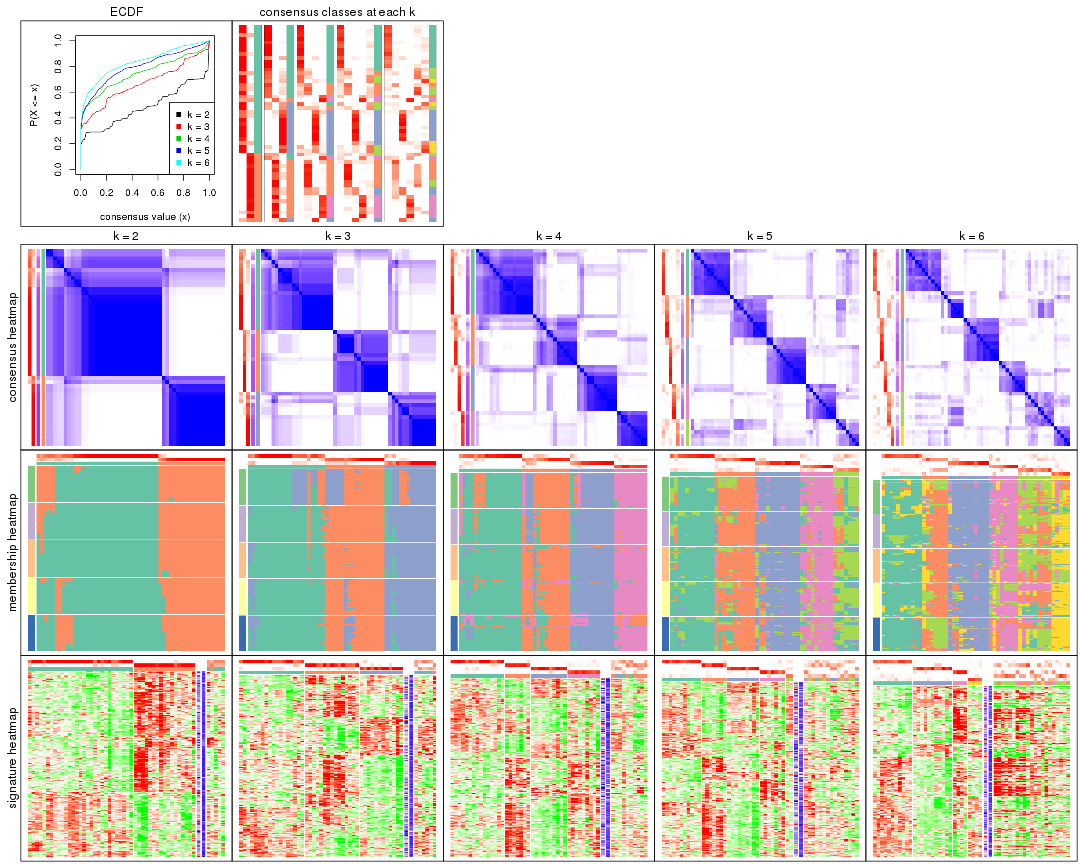 ECDF
consensus classes at each k
P(X <= x)
0.0 0.2 0.4 0.6 0.8 1.0
k = 2
k = 3
k = 4
k = 5
k = 6
0.0 0.2 0.4 0.6 0.8 1.0
consensus value (x)
k = 2
k = 3
k = 4
k = 5
k = 6
consensus heatmap
membership heatmap
signature heatmap